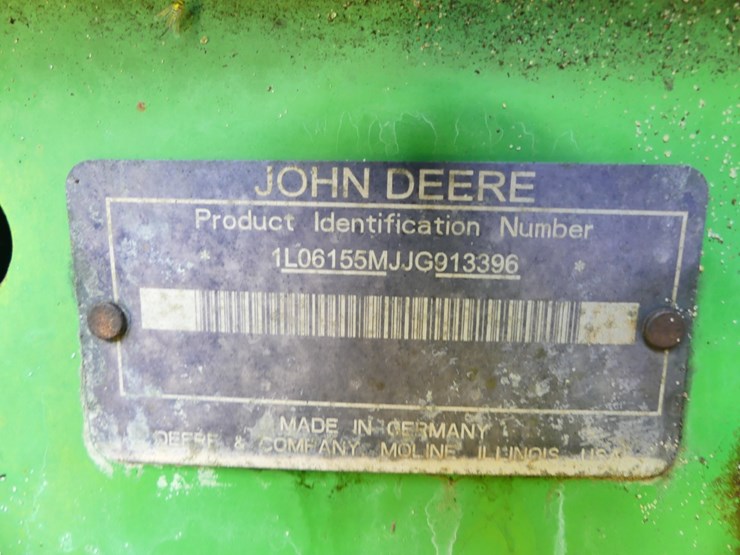 JOHN DEERE
Product Identification Number
* 1L06155MJJG913396 *
MADE IN GERMANY
DEERE & COMPANY MOLINE ILLINOIS USA